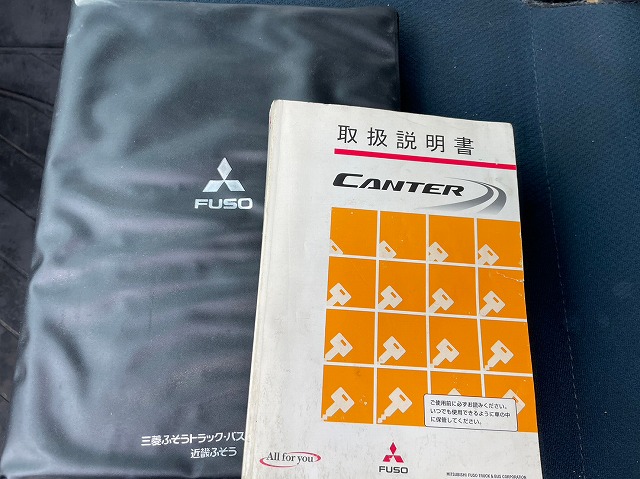 FUSO
三菱ふそうトラック・バス
近畿ふそう
取扱説明書
CANTER
ご使用前に必ずお読みください。
いつでも使用できるように車の中
に保管してください。
All for you
FUSO
MITSUBISHI FUSO TRUCK & BUS CORPORATION